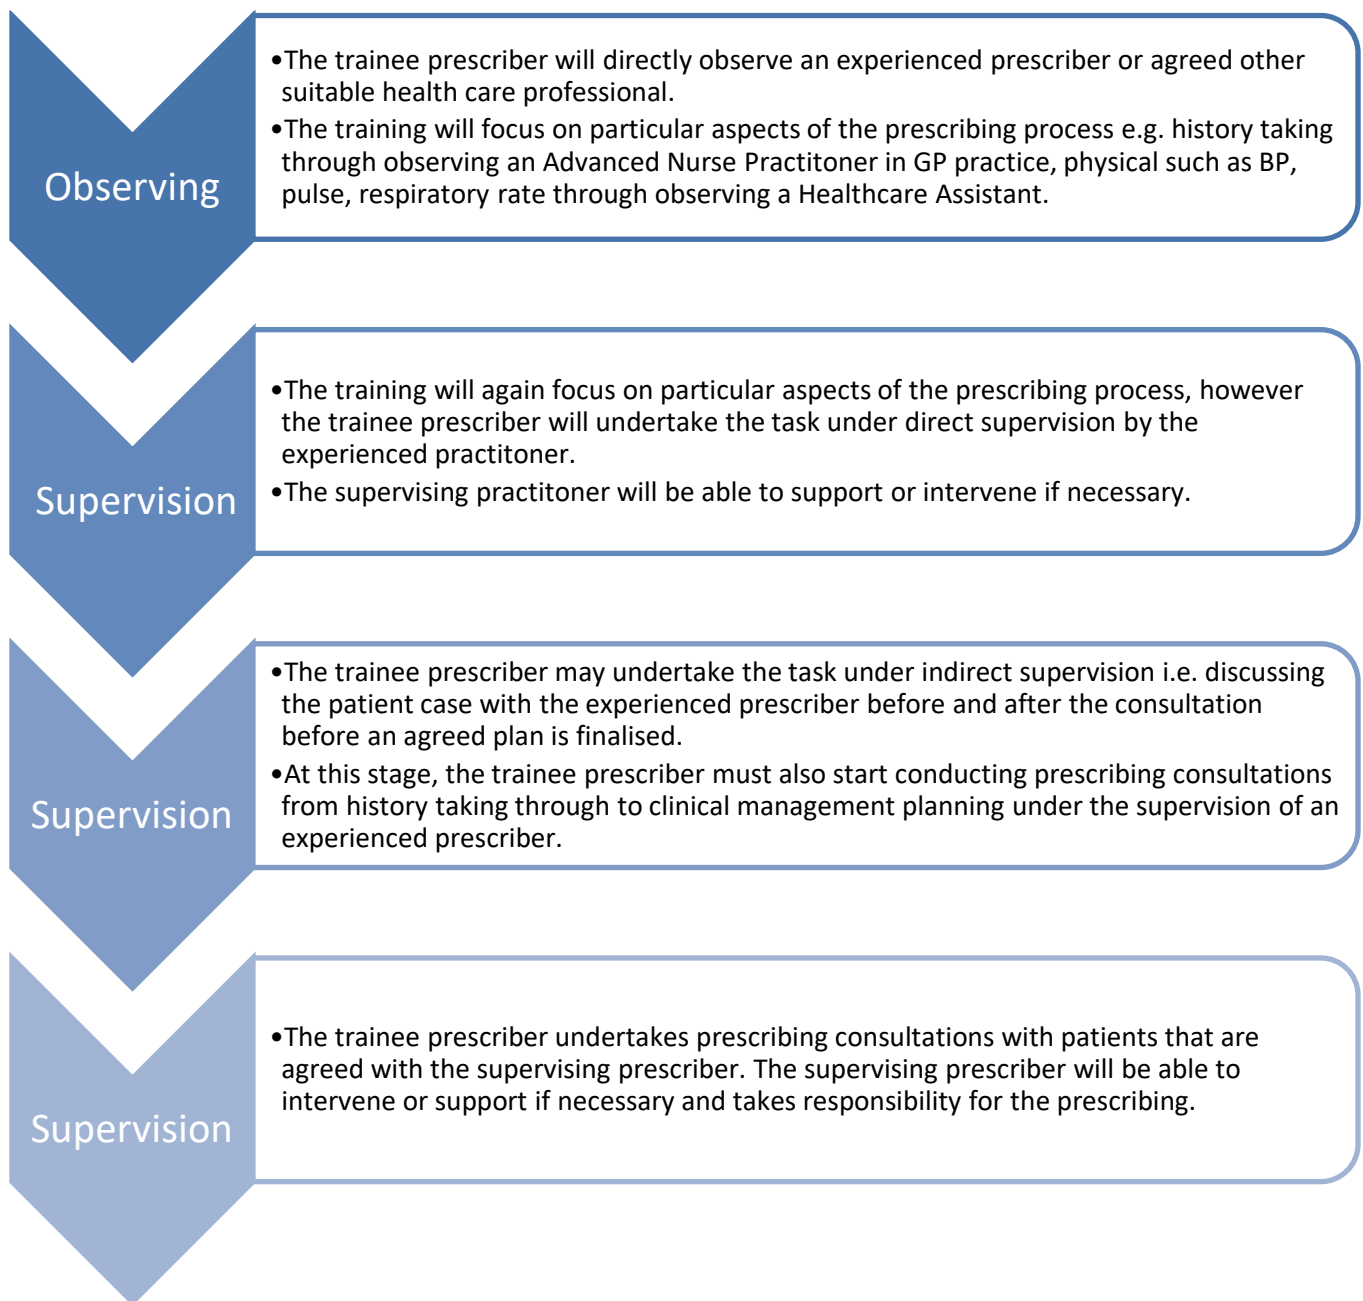 Observing
•The trainee prescriber will directly observe an experienced prescriber or agreed other
suitable health care professional.
•The training will focus on particular aspects of the prescribing process e.g. history taking
through observing an Advanced Nurse Practitoner in GP practice, physical such as BP,
pulse, respiratory rate through observing a Healthcare Assistant.
Supervision
•The training will again focus on particular aspects of the prescribing process, however
the trainee prescriber will undertake the task under direct supervision by the
experienced practitoner.
•The supervising practitoner will be able to support or intervene if necessary.
Supervision
•The trainee prescriber may undertake the task under indirect supervision i.e. discussing
the patient case with the experienced prescriber before and after the consultation
before an agreed plan is finalised.
•At this stage, the trainee prescriber must also start conducting prescribing consultations
from history taking through to clinical management planning under the supervision of an
experienced prescriber.
Supervision
•The trainee prescriber undertakes prescribing consultations with patients that are
agreed with the supervising prescriber. The supervising prescriber will be able to
intervene or support if necessary and takes responsibility for the prescribing.